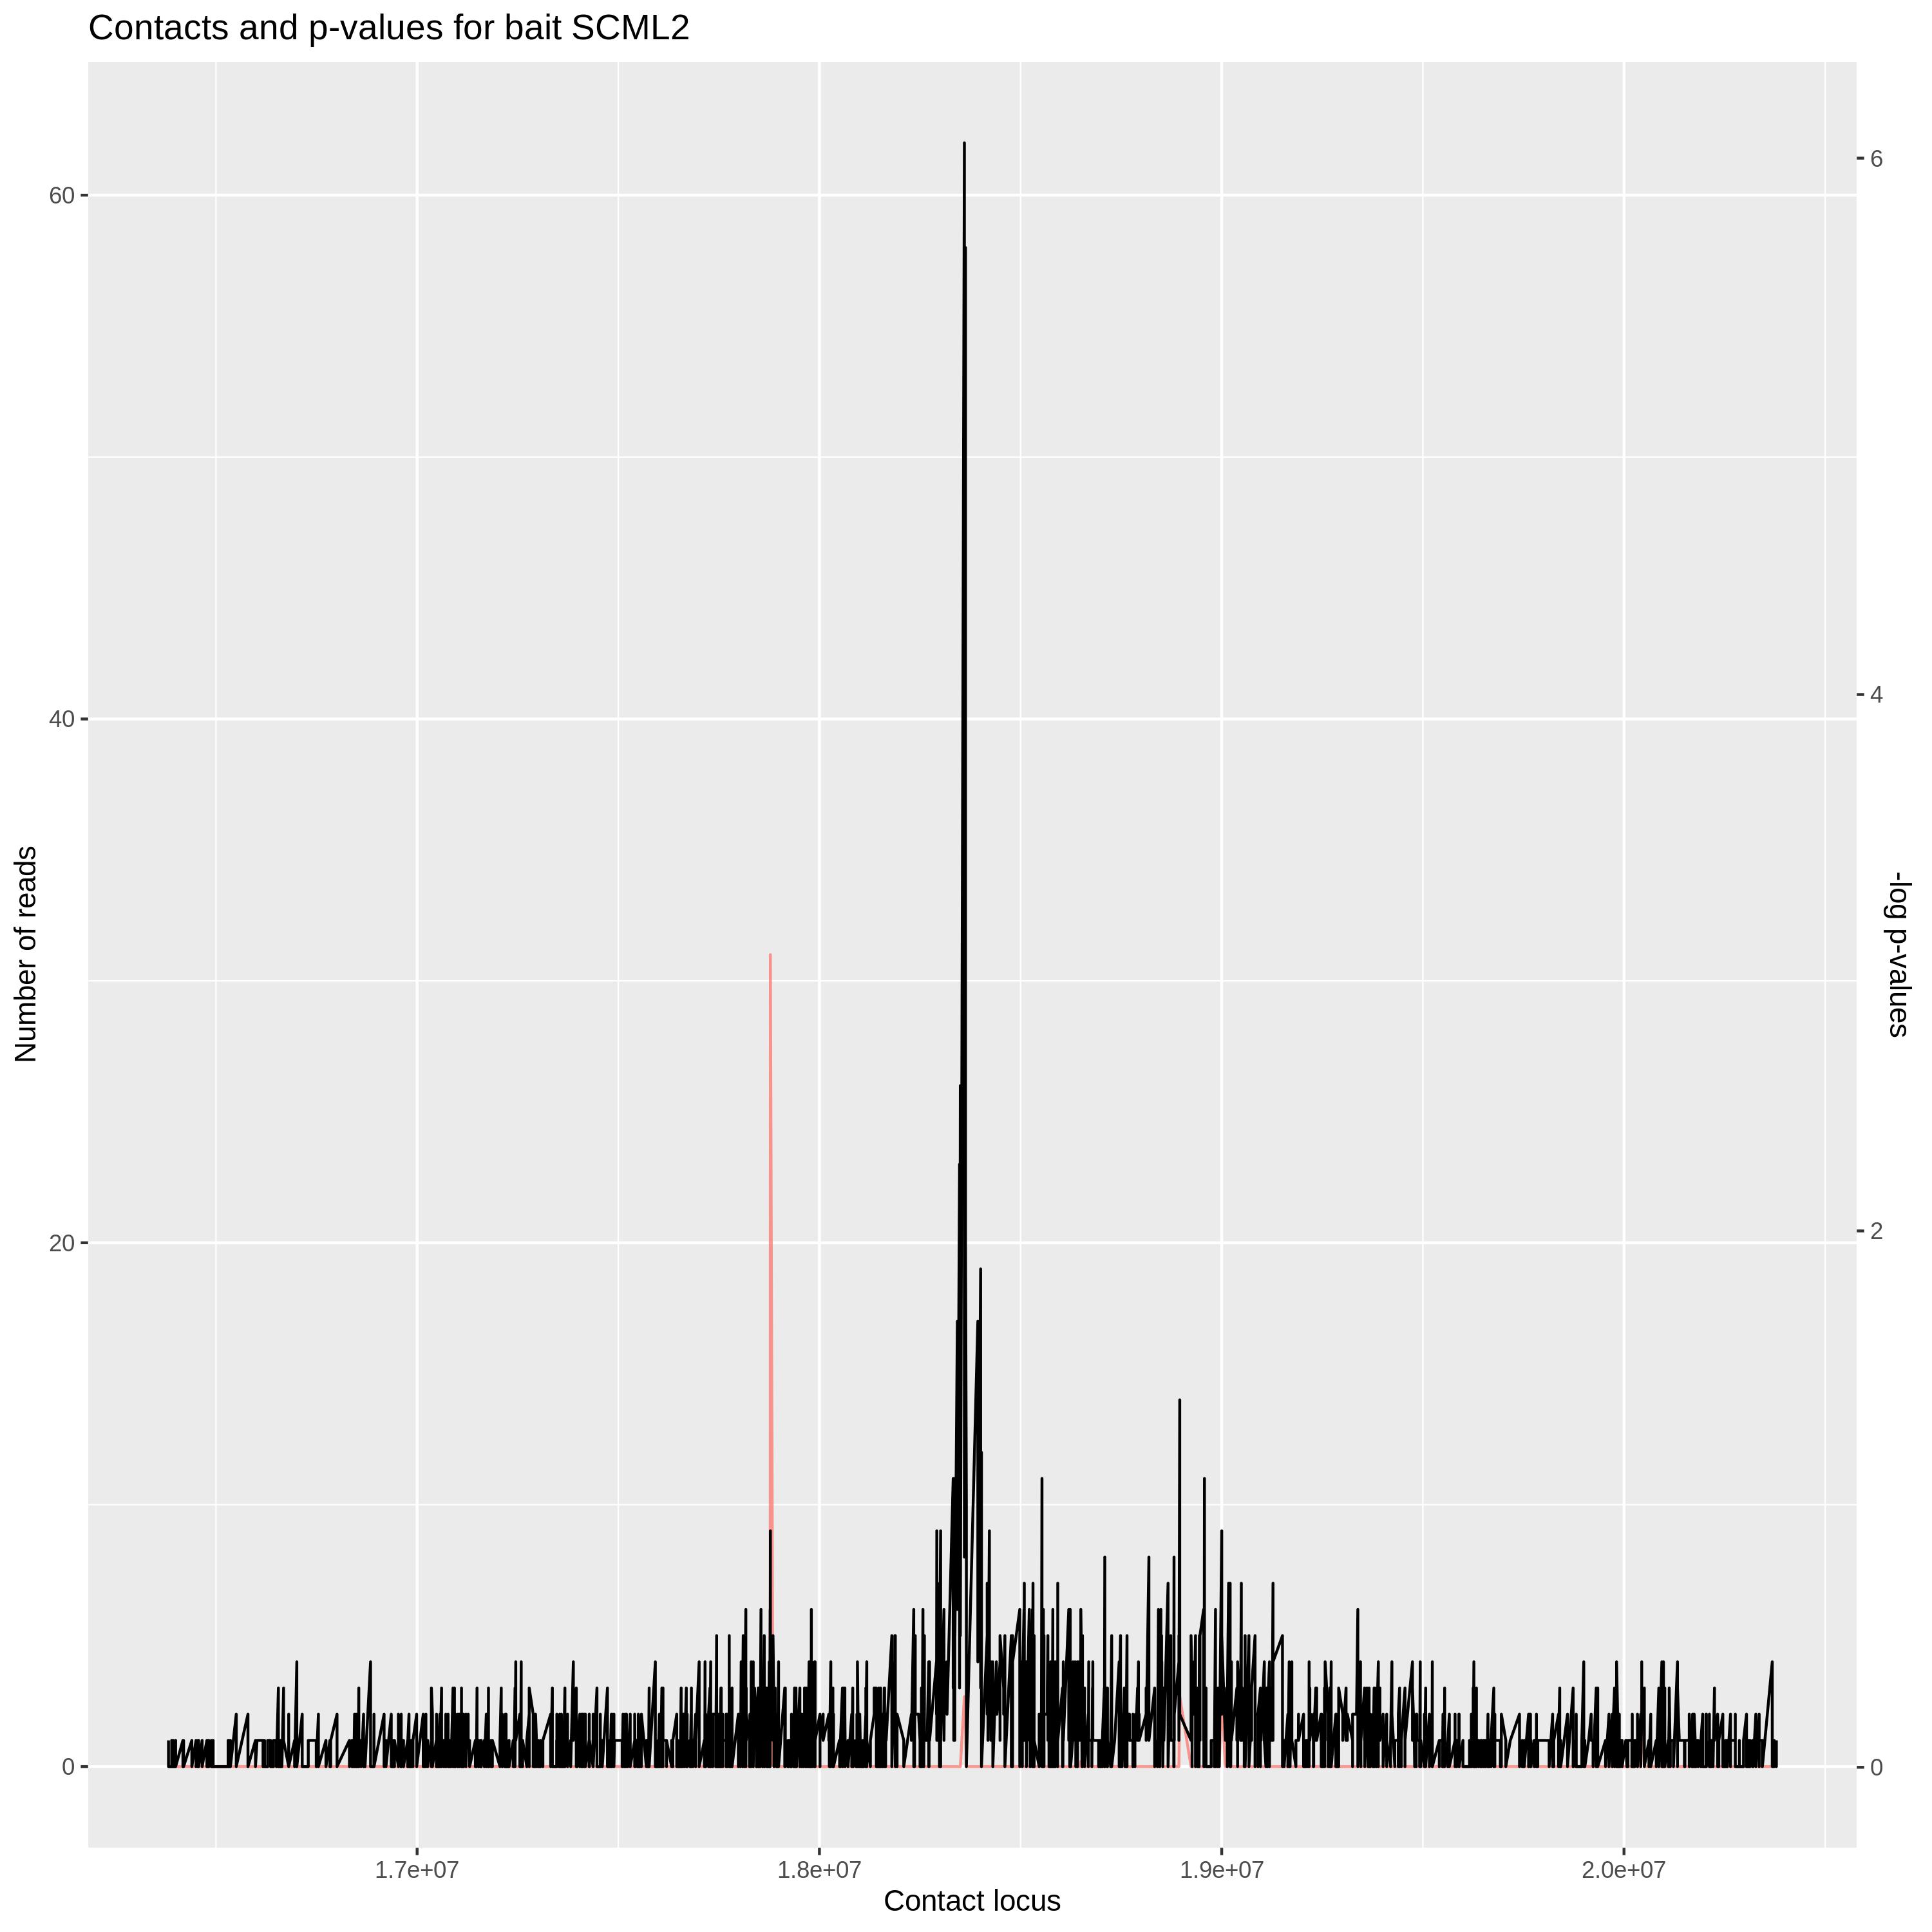 Contacts and p-values for bait SCML2
60
40
20
0
6
4
2
0
Number of reads
-log p-values
1.7e+07 1.8e+07 1.9e+07 2.0e+07
Contact locus